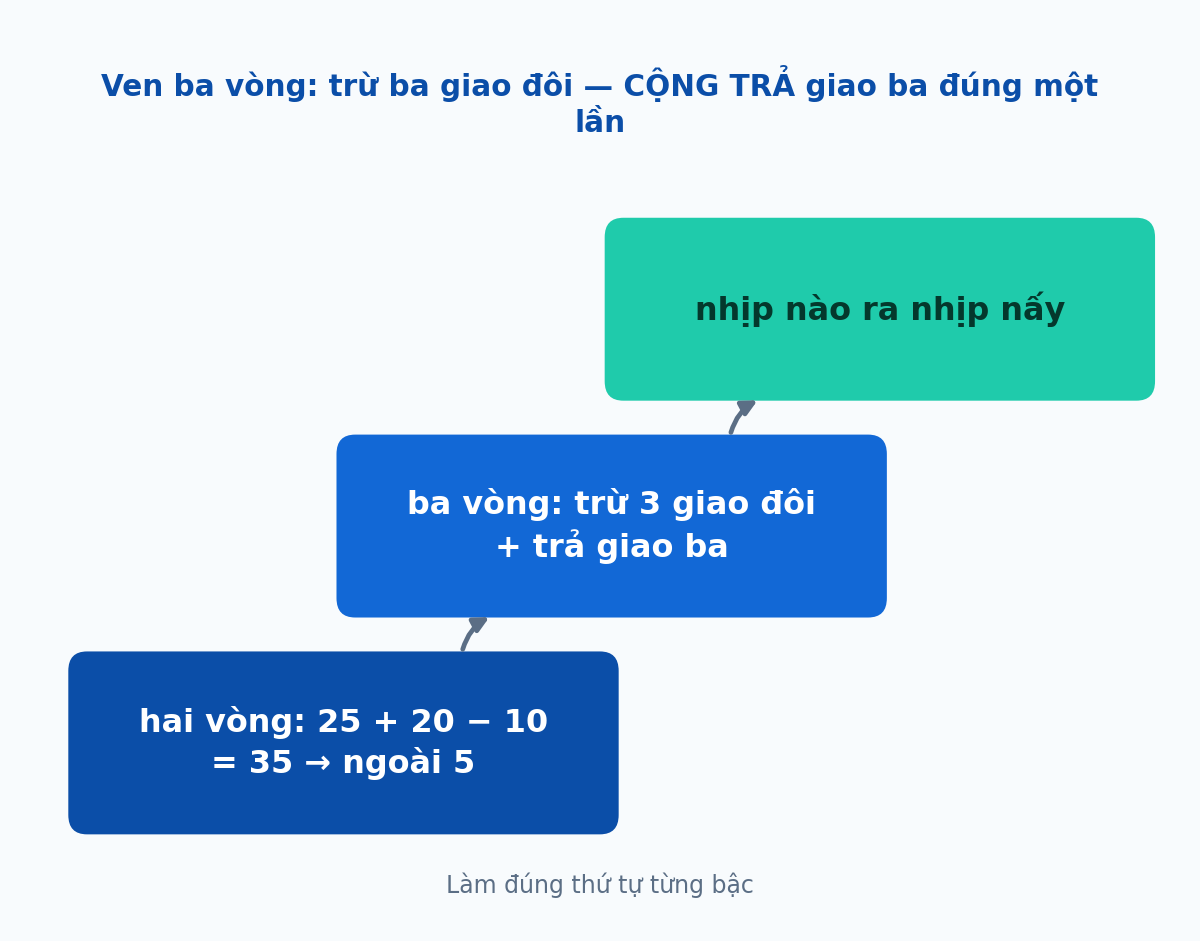 Ven ba vòng: trừ ba giao đôi — CỘNG TRẢ giao ba đúng một
lần
nhịp nào ra nhịp nấy
ba vòng: trừ 3 giao đôi
+ trả giao ba
hai vòng: 25 + 20 − 10
= 35 → ngoài 5
Làm đúng thứ tự từng bậc